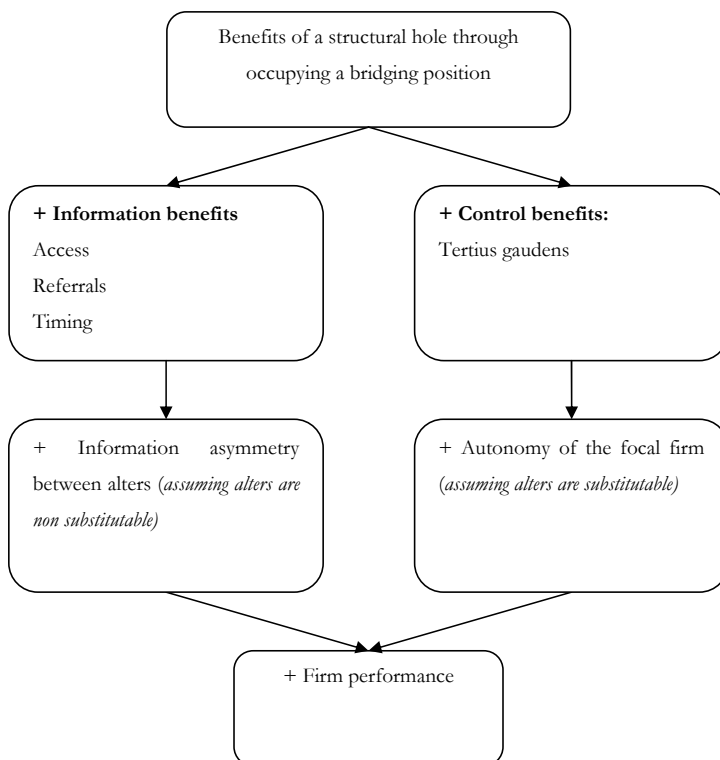 Benefits of a structural hole through
occupying a bridging position
+ Information benefits
Access
Referrals
Timing
+ Control benefits:
Tertius gaudens
+ Information asymmetry
between alters (assuming alters are
non substitutable)
+ Autonomy of the focal firm
(assuming alters are substitutable)
+ Firm performance